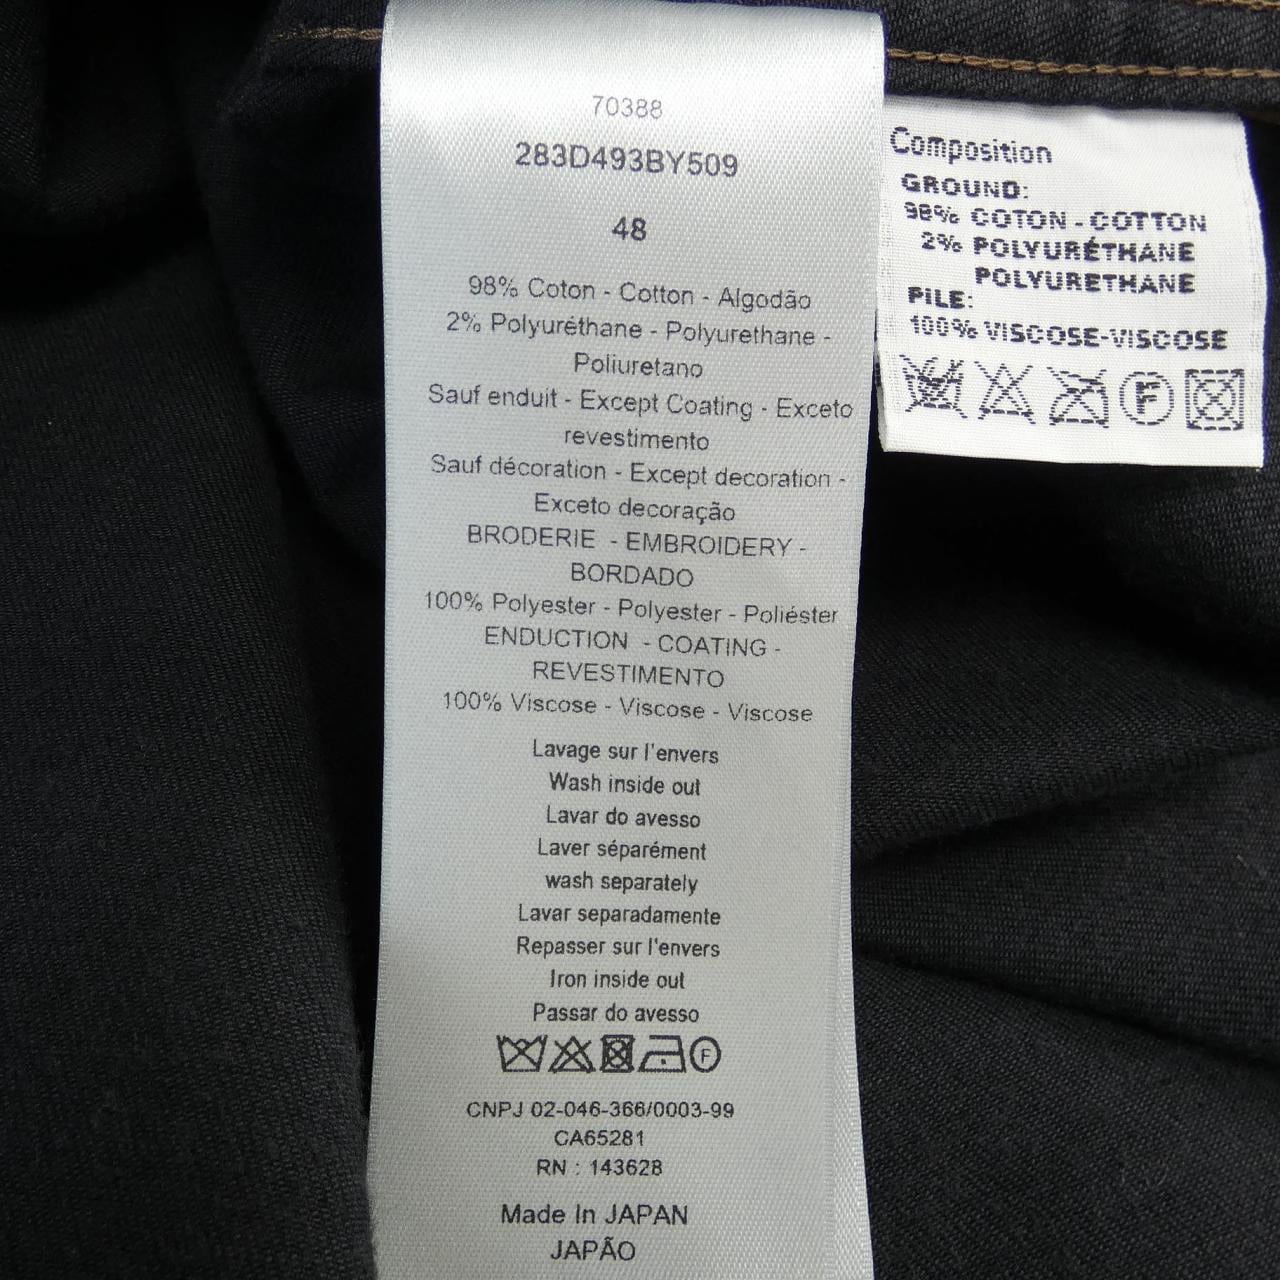 70388
283D493BY509
48
98% Coton - Cotton - Algodão
2% Polyuréthane - Polyurethane -
Poliuretano
Sauf enduit - Except Coating - Exceto
revestimento
Sauf décoration - Except decoration -
Exceto decoração
BRODERIE - EMBROIDERY -
BORDADO
100% Polyester - Polyester - Poliéster
ENDUCTION - COATING -
REVESTIMENTO
100% Viscose - Viscose - Viscose
Lavage sur l'envers
Wash inside out
Lavar do avesso
Laver séparément
wash separately
Lavar separadamente
Repasser sur l'envers
Iron inside out
Passar do avesso
F
CNPJ 02-046-366/0003-99
CA65281
RN : 143628
Made In JAPAN
JAPÃO
Composition
GROUND:
98% COTON - COTTON
2% POLYURÉTHANE
POLYURETHANE
PILE:
100% VISCOSE-VISCOSE
F